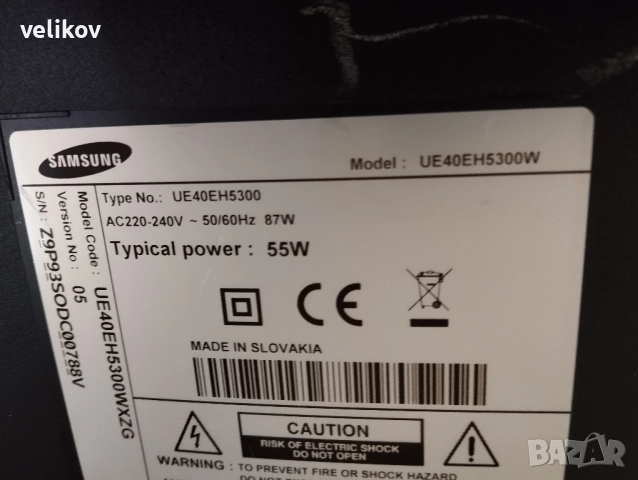 velikov
SAMSUNG
Model : UE40EH5300W
Type No.: UE40EH5300
AC220-240V ~ 50/60Hz 87W
Typical power : 55W
Model Code : UE40EH5300WXZG
Version No : 05
S/N : Z9P93SODC00788V
MADE IN SLOVAKIA
CAUTION
RISK OF ELECTRIC SHOCK
DO NOT OPEN
WARNING : TO PREVENT FIRE OR SHOCK HAZARD
BAZAR